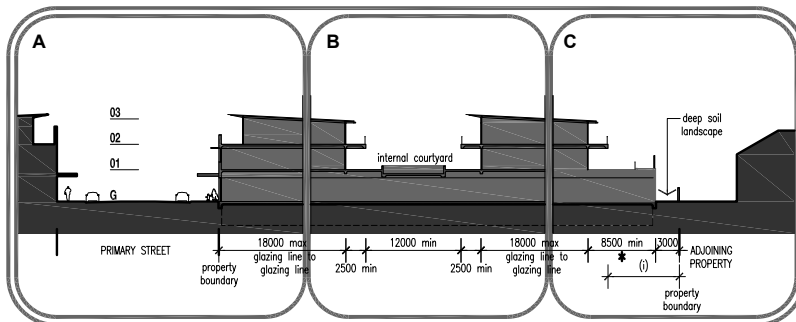 A
B
C
03
02
01
G
internal courtyard
deep soil
landscape
PRIMARY STREET
property
boundary
18000 max
glazing line to
glazing line
2500 min
12000 min
2500 min
18000 max
glazing line to
glazing line
8500 min
*
3000
(i)
ADJOINING
PROPERTY
property
boundary